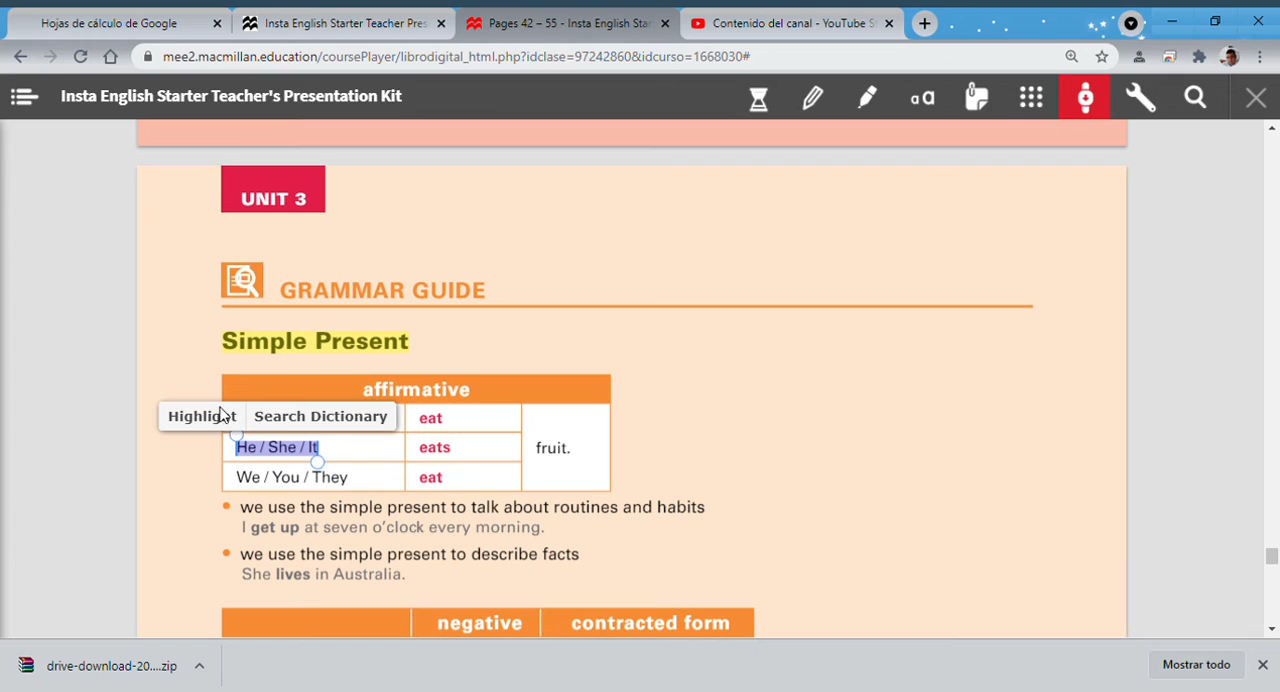 Hojas de cálculo de Google
Insta English Starter Teacher Pres
Pages 42 – 55 - Insta English Sta
Contenido del canal - YouTube S
mee2.macmillan.education/coursePlayer/librodigital_html.php?idclase=97242860&idcurso=1668030#
Insta English Starter Teacher's Presentation Kit
aA
UNIT 3
GRAMMAR GUIDE
Simple Present
affirmative
Highlight Search Dictionary
eat
He / She / It eats fruit.
We / You / They eat
• we use the simple present to talk about routines and habits
I get up at seven o'clock every morning.
• we use the simple present to describe facts
She lives in Australia.
negative contracted form
drive-download-20....zip
Mostrar todo